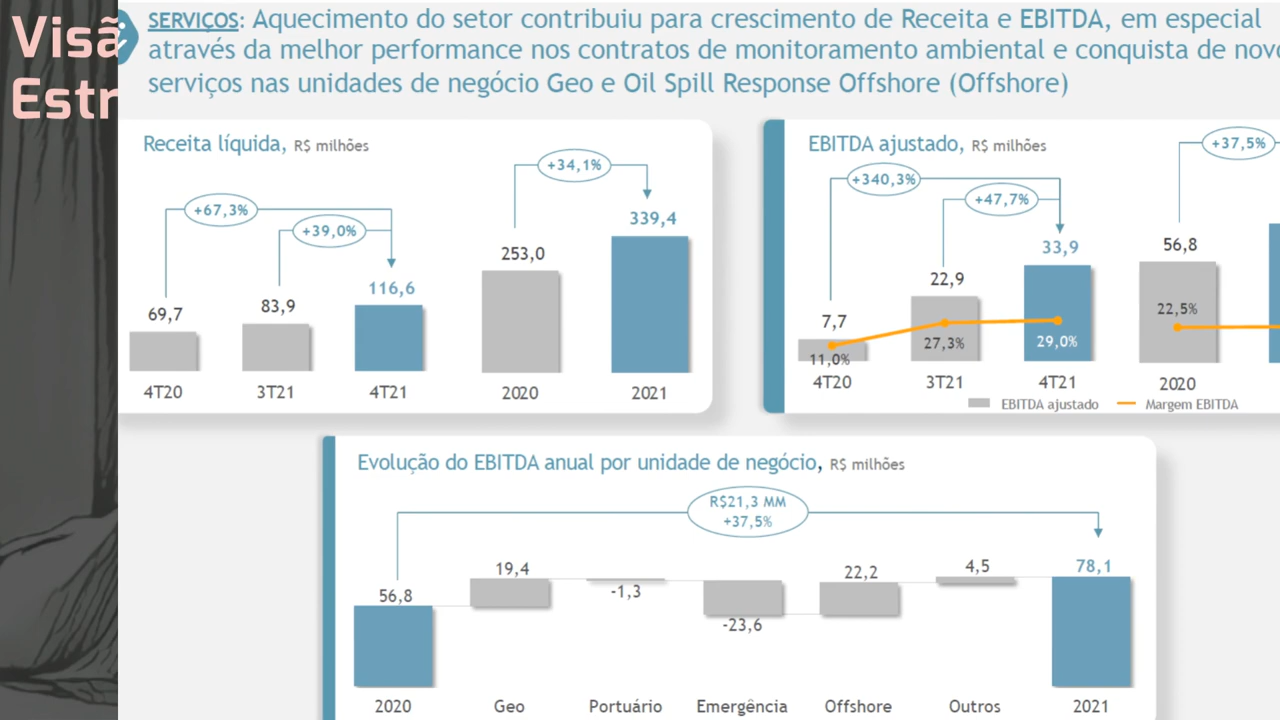 Visã
Estr
SERVIÇOS: Aquecimento do setor contribuiu para crescimento de Receita e EBITDA, em especial
através da melhor performance nos contratos de monitoramento ambiental e conquista de novo
serviços nas unidades de negócio Geo e Oil Spill Response Offshore (Offshore)
Receita líquida, R$ milhões
+34,1%
+67,3%
+39,0%
339,4
253,0
116,6
83,9
69,7
4T20 3T21 4T21 2020 2021
EBITDA ajustado, R$ milhões
+37,5%
+340,3%
+47,7%
33,9
56,8
22,9
7,7
22,5%
11,0%
27,3%
29,0%
4T20 3T21 4T21 2020
EBITDA ajustado Margem EBITDA
Evolução do EBITDA anual por unidade de negócio, R$ milhões
R$21,3 MM
+37,5%
56,8
19,4
-1,3
-23,6
22,2
4,5
78,1
2020 Geo Portuário Emergência Offshore Outros 2021